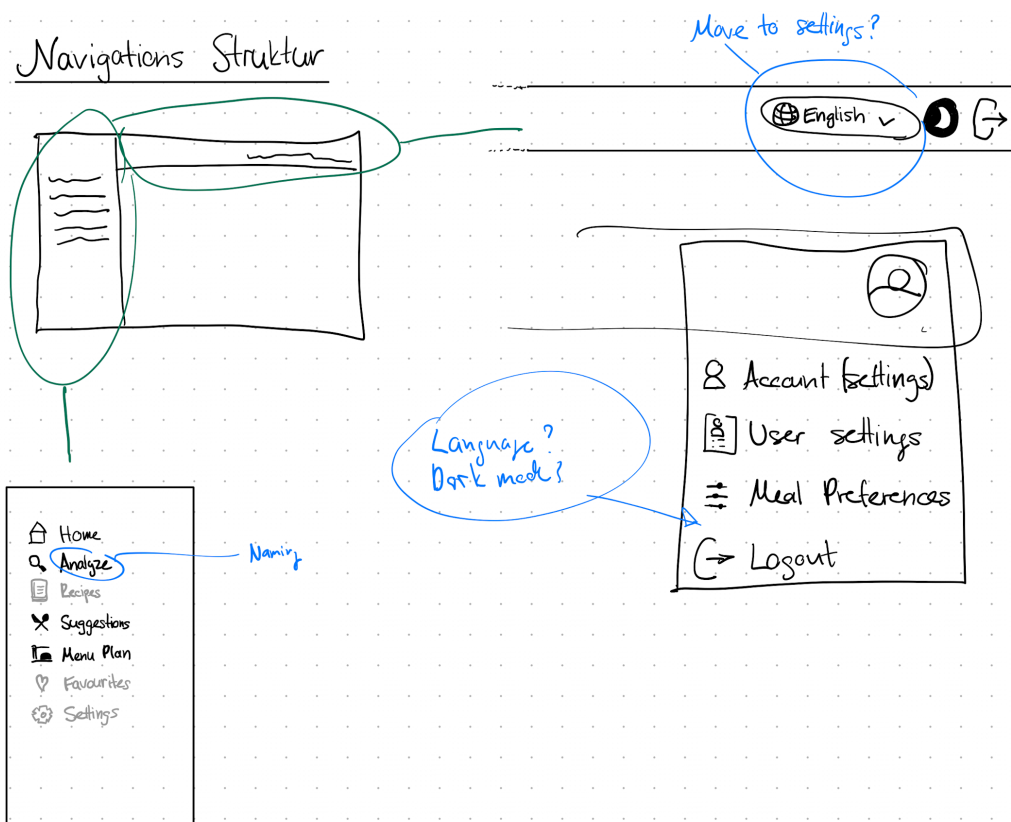 Navigations Struktur
Move to settings?
English
Account (settings)
User settings
Meal Preferences
Logout
Language?
Dark mode?
Home
Analyze
Naming
Recipes
Suggestions
Menu Plan
Favourites
Settings